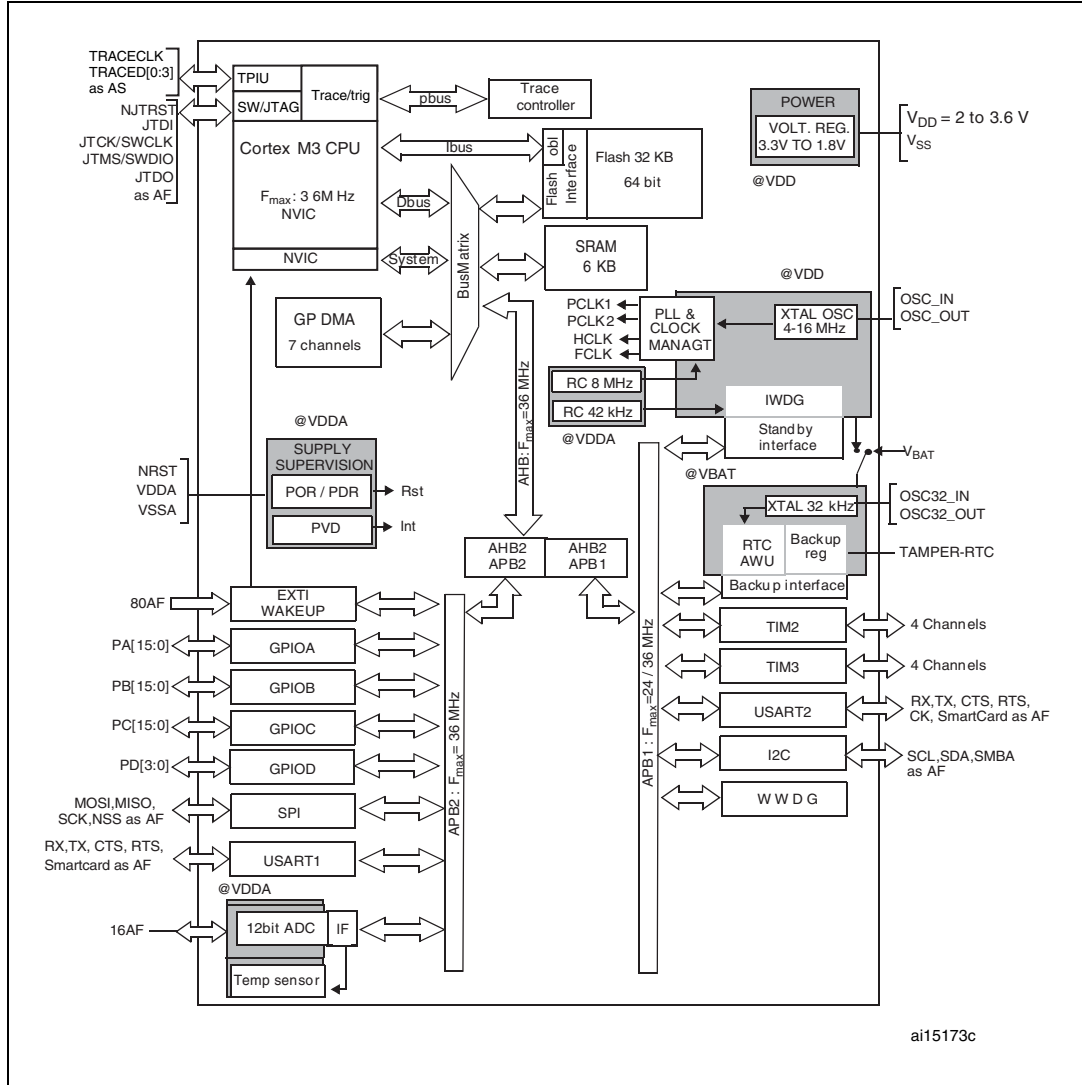 TRACECLK
TRACED[0:3]
as AS
NJTRST
JTDI
JTCK/SWCLK
JTMS/SWDIO
JTDO
as AF
TPIU
SW/JTAG
Trace/trig
Cortex M3 CPU
Fmax: 3 6M Hz
NVIC
NVIC
pbus
Trace
controller
Ibus
Dbus
System
BusMatrix
Flash
obl
Interface
Flash 32 KB
64 bit
SRAM
6 KB
POWER
VOLT. REG.
3.3V TO 1.8V
@VDD
VDD = 2 to 3.6 V
VSS
GP DMA
7 channels
AHB: Fmax=36 MHz
@VDD
PCLK1
PCLK2
HCLK
FCLK
PLL &
CLOCK
MANAGT
XTAL OSC
4-16 MHz
OSC_IN
OSC_OUT
RC 8 MHz
RC 42 kHz
@VDDA
IWDG
Stand by
interface
VBAT
@VBAT
XTAL 32 kHz
OSC32_IN
OSC32_OUT
RTC
AWU
Backup
reg
TAMPER-RTC
Backup interface
@VDDA
SUPPLY
SUPERVISION
NRST
VDDA
VSSA
POR / PDR
Rst
PVD
Int
AHB2
APB2
AHB2
APB1
80AF
EXTI
WAKEUP
PA[15:0]
GPIOA
PB[15:0]
GPIOB
PC[15:0]
GPIOC
PD[3:0]
GPIOD
MOSI,MISO,
SCK,NSS as AF
SPI
RX,TX, CTS, RTS,
Smartcard as AF
USART1
@VDDA
16AF
12bit ADC
IF
Temp sensor
APB2 : Fmax= 36 MHz
APB1 : Fmax=24 / 36 MHz
TIM2
4 Channels
TIM3
4 Channels
USART2
RX,TX, CTS, RTS,
CK, SmartCard as AF
I2C
SCL,SDA,SMBA
as AF
W W D G
ai15173c